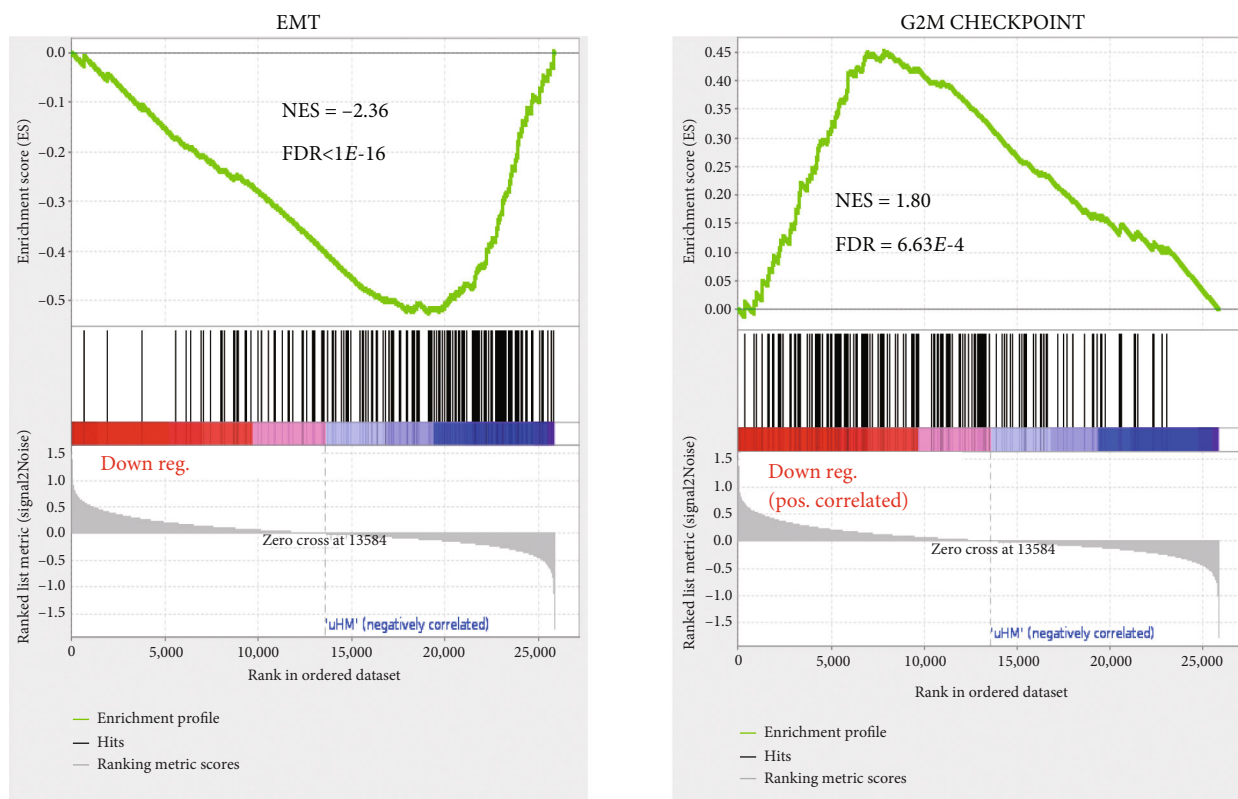 EMT
0.0
−0.1
−0.2
−0.3
−0.4
−0.5
Enrichment score (ES)
NES = −2.36
FDR<1E-16
1.5
1.0
0.5
0.0
−0.5
−1.0
−1.5
Ranked list metric (signal2Noise)
Down reg.
Zero cross at 13584
'uHM' (negatively correlated)
0
5,000
10,000
15,000
20,000
25,000
Rank in ordered dataset
Enrichment profile
Hits
Ranking metric scores
G2M CHECKPOINT
0.45
0.40
0.35
0.30
0.25
0.20
0.15
0.10
0.05
0.00
Enrichment score (ES)
NES = 1.80
FDR = 6.63E-4
1.5
1.0
0.5
0.0
−0.5
−1.0
−1.5
Ranked list metric (signal2Noise)
Down reg.
(pos. correlated)
Zero cross at 13584
'uHM' (negatively correlated)
0
5,000
10,000
15,000
20,000
25,000
Rank in ordered dataset
Enrichment profile
Hits
Ranking metric scores